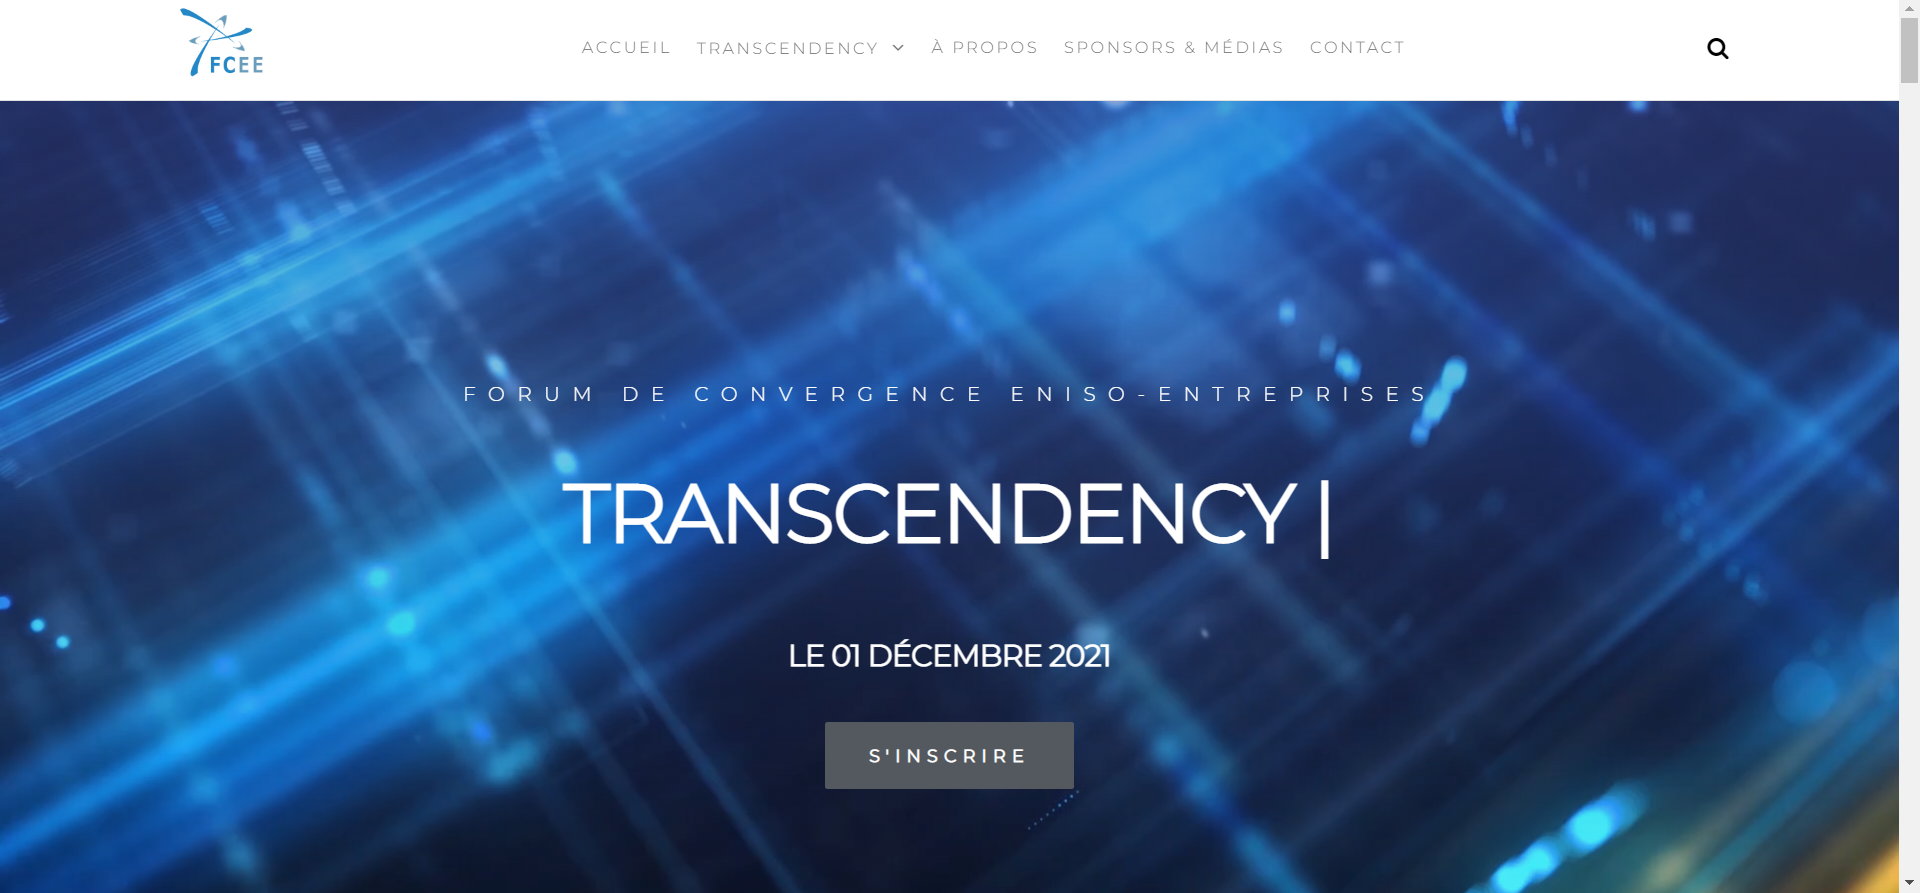 FCEE
ACCUEIL TRANSCENDENCY À PROPOS SPONSORS & MÉDIAS CONTACT
FORUM DE CONVERGENCE ENISO-ENTREPRISES
TRANSCENDENCY |
LE 01 DÉCEMBRE 2021
S'INSCRIRE